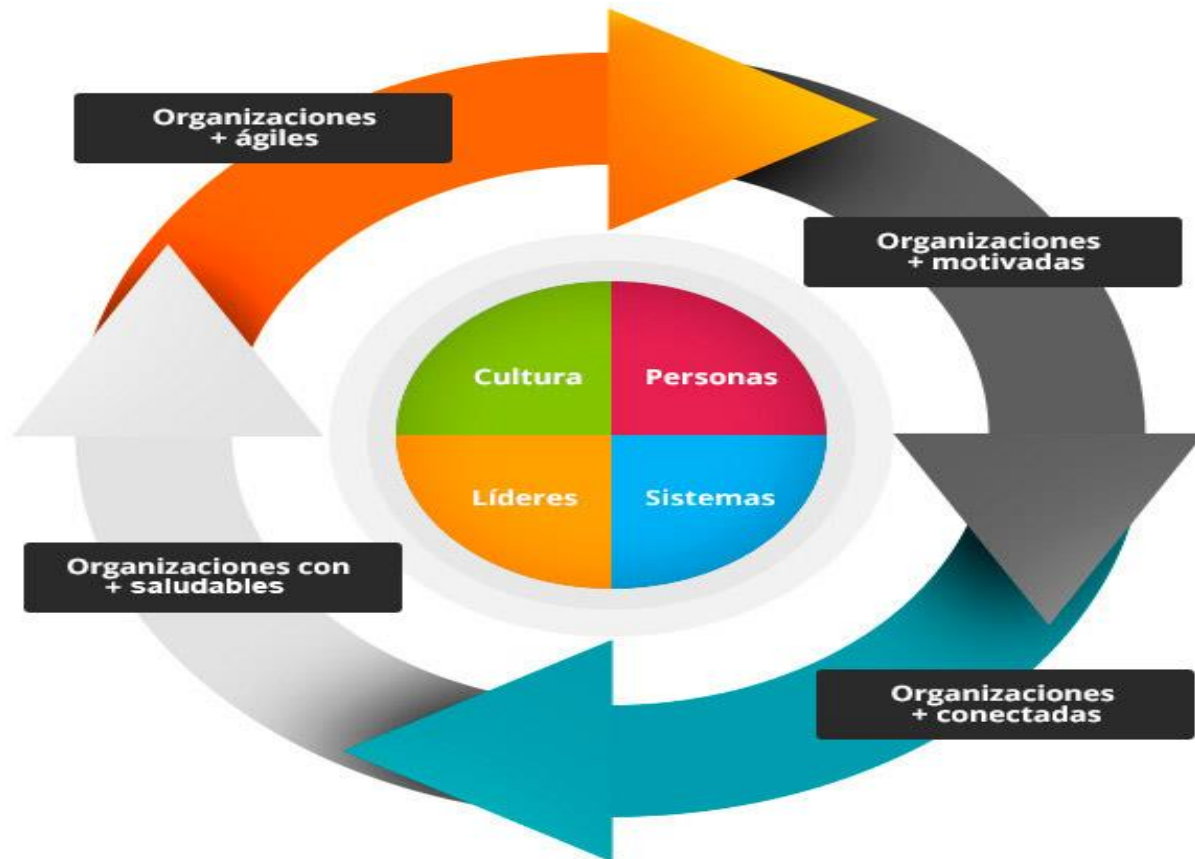 Organizaciones
+ ágiles
Organizaciones
+ motivadas
Cultura
Personas
Líderes
Sistemas
Organizaciones con
+ saludables
Organizaciones
+ conectadas